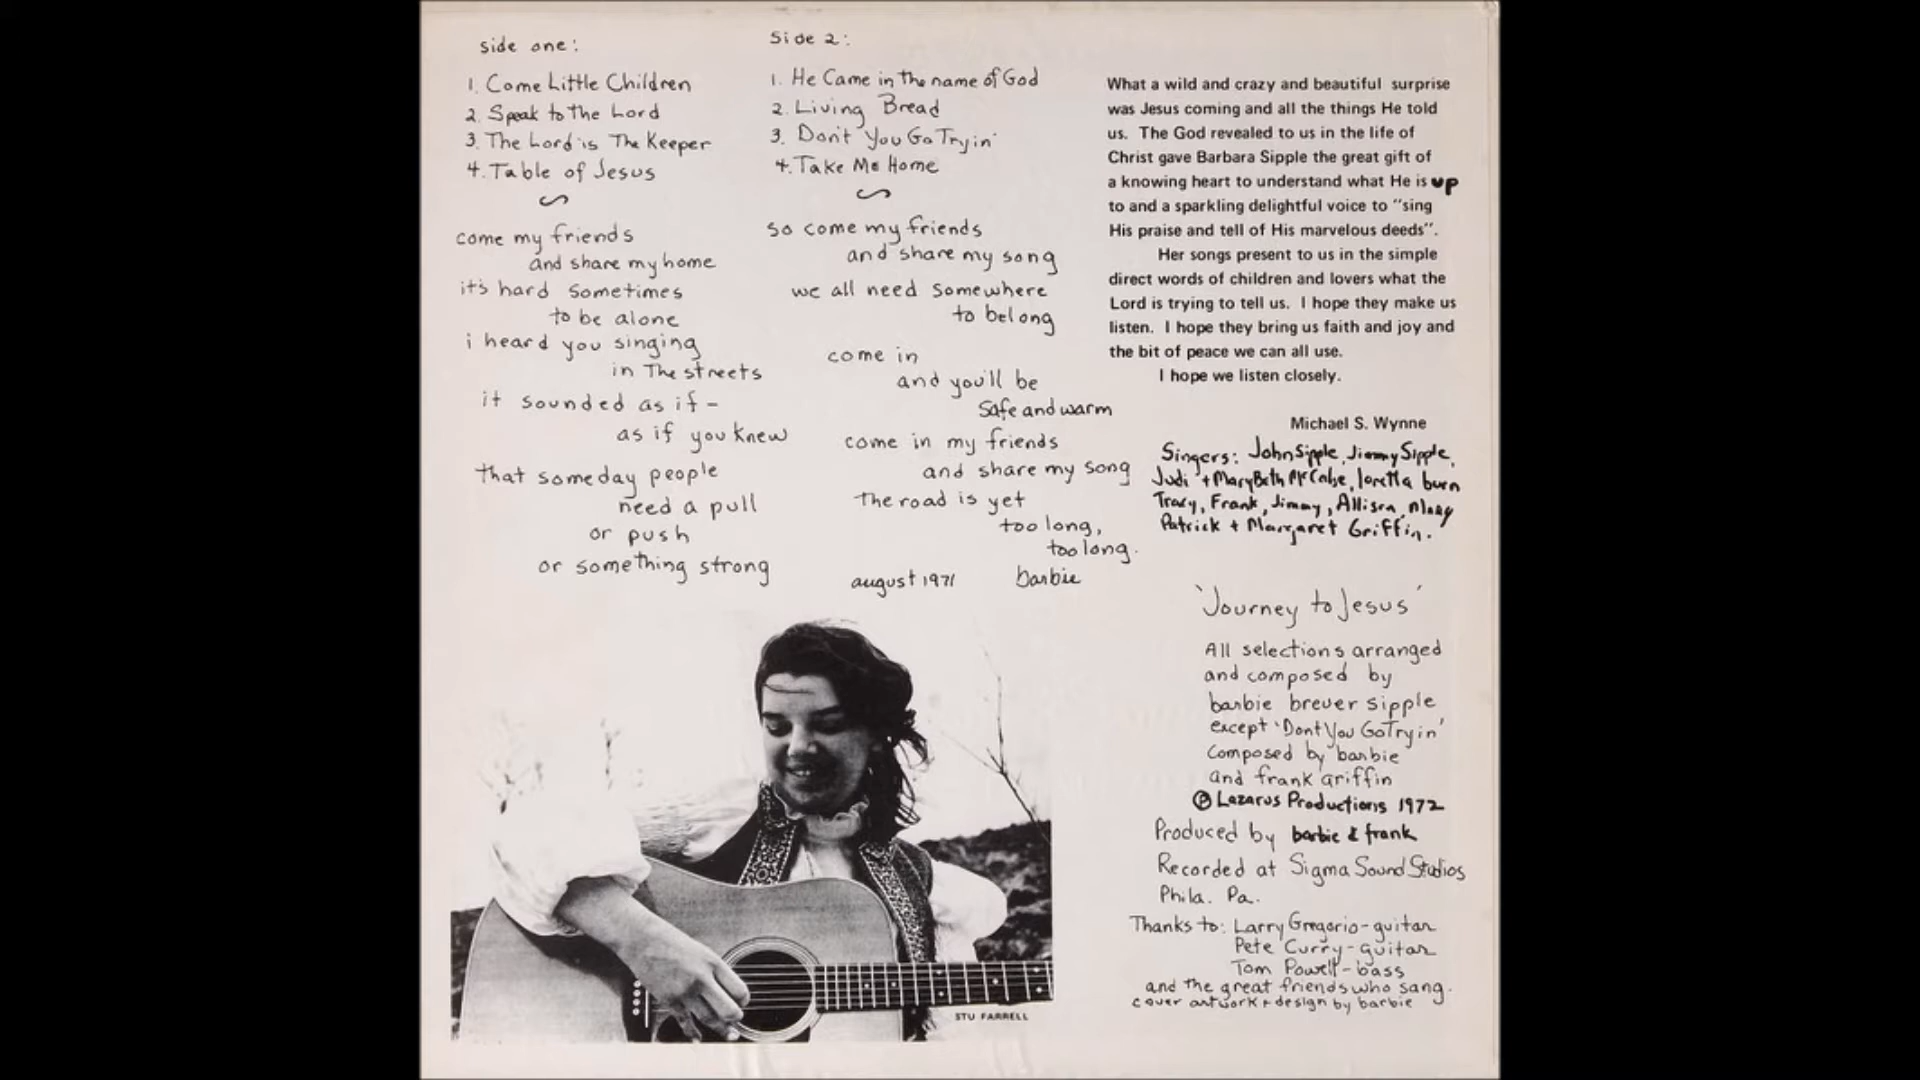 side one:
1. Come Little Children
2. Speak to the Lord
3. The Lord is The Keeper
4. Table of Jesus
come my friends
and share my home
it's hard sometimes
to be alone
i heard you singing
in The streets
it sounded as if -
as if you knew
that someday people
need a pull
or push
or something strong
Side 2:
1. He Came in the name of God
2. Living Bread
3. Don't You Go Tryin'
4. Take Me Home
so come my friends
and share my song
we all need somewhere
to belong
come in
and you'll be
Safe and warm
come in my friends
and share my song
the road is yet
too long,
too long.
august 1971 barbie
What a wild and crazy and beautiful surprise
was Jesus coming and all the things He told
us. The God revealed to us in the life of
Christ gave Barbara Sipple the great gift of
a knowing heart to understand what He is up
to and a sparkling delightful voice to "sing
His praise and tell of His marvelous deeds".
Her songs present to us in the simple
direct words of children and lovers what the
Lord is trying to tell us. I hope they make us
listen. I hope they bring us faith and joy and
the bit of peace we can all use.
I hope we listen closely.
Michael S. Wynne
Singers: John Sipple, Jimmy Sipple,
Judi + MaryBeth McCabe, loretta
Tracy, Frank, Jimmy, Allison, Mary
Patrick + Margaret Griffin.
'Journey to Jesus'
All selections arranged
and composed by
barbie breuer sipple
except 'Dont You Go Tryin'
Composed by barbie
and frank Griffin
℗ Lazarus Productions 1972
Produced by barbie & frank
Recorded at Sigma Sound Studios
Phila. Pa.
Thanks to: Larry Gregorio-guitar
Pete Curry-guitar
Tom Powell-bass
and the great friends who sang.
cover artwork + design by barbie
STU FARRELL